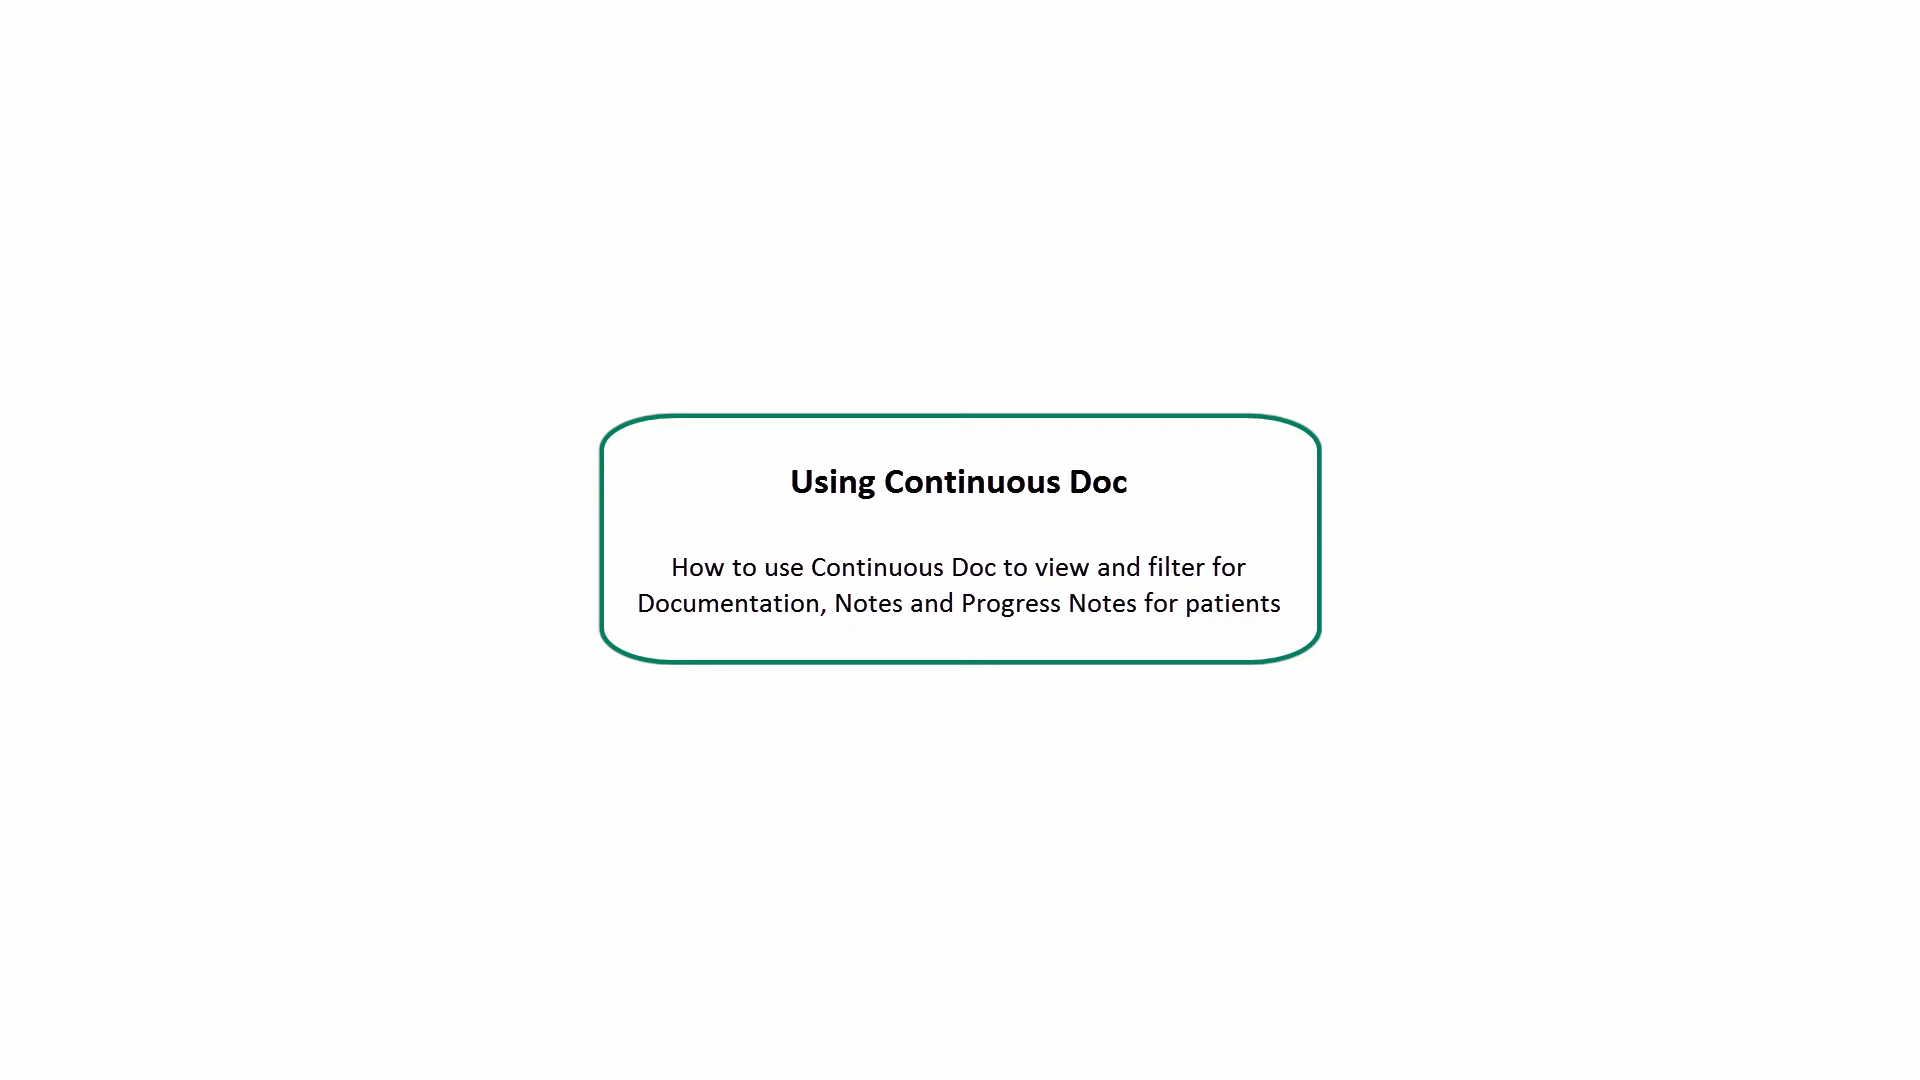 Using Continuous Doc
How to use Continuous Doc to view and filter for
Documentation, Notes and Progress Notes for patients